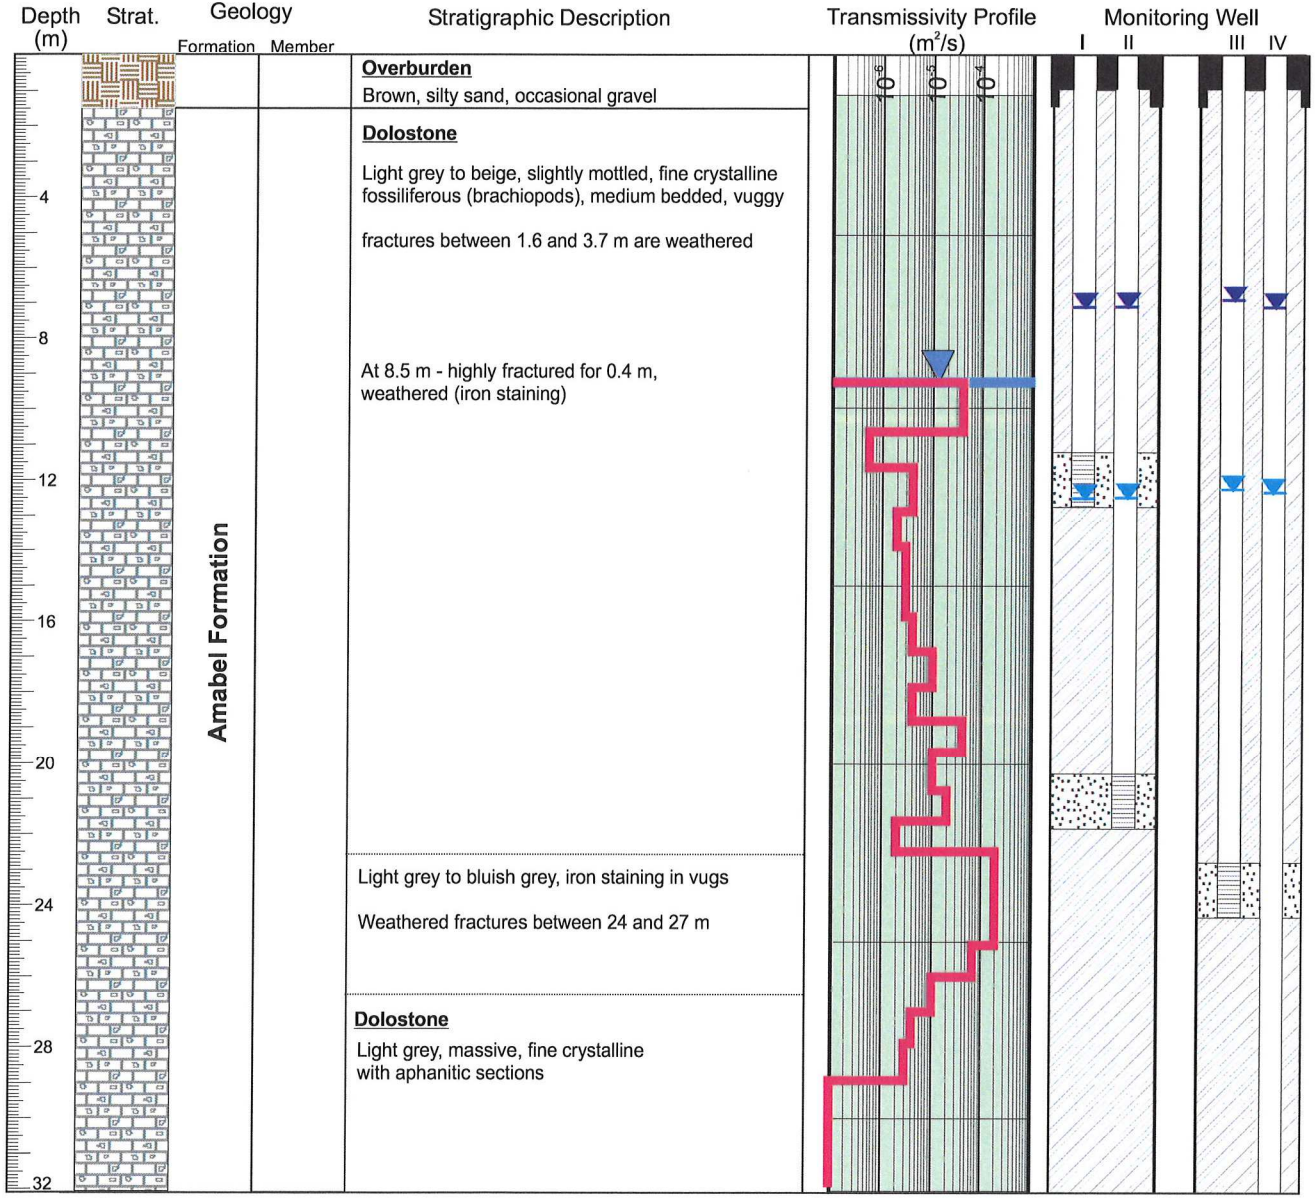 Depth Strat. Geology Stratigraphic Description Transmissivity Profile Monitoring Well
(m) Formation Member (m²/s) I II III IV
Overburden
Brown, silty sand, occasional gravel
10⁻⁶ 10⁻⁵ 10⁻⁴
Dolostone
Light grey to beige, slightly mottled, fine crystalline
fossiliferous (brachiopods), medium bedded, vuggy
4
fractures between 1.6 and 3.7 m are weathered
8
At 8.5 m - highly fractured for 0.4 m,
weathered (iron staining)
12
Amabel Formation
16
20
Light grey to bluish grey, iron staining in vugs
24
Weathered fractures between 24 and 27 m
Dolostone
28
Light grey, massive, fine crystalline
with aphanitic sections
32